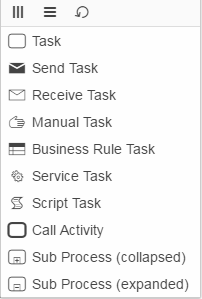 Task
Send Task
Receive Task
Manual Task
Business Rule Task
Service Task
Script Task
Call Activity
Sub Process (collapsed)
Sub Process (expanded)